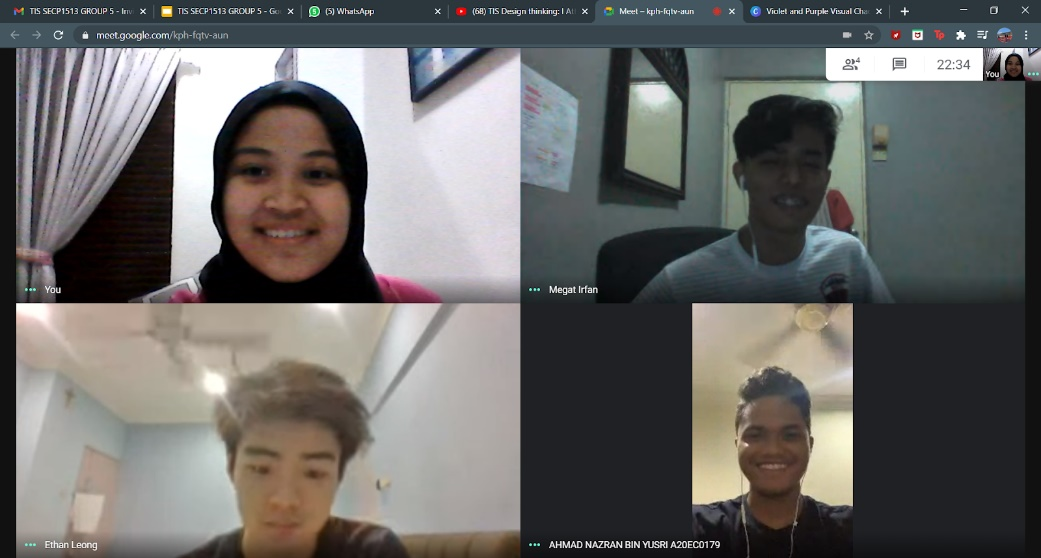 TIS SECP1513 GROUP 5 - Inv
TIS SECP1513 GROUP 5 - Go
(5) WhatsApp
(68) TIS Design thinking: I At
Meet – kph-fqtv-aun
Violet and Purple Visual Cha
meet.google.com/kph-fqtv-aun
4
22:34
You
You
Megat Irfan
Ethan Leong
AHMAD NAZRAN BIN YUSRI A20EC0179